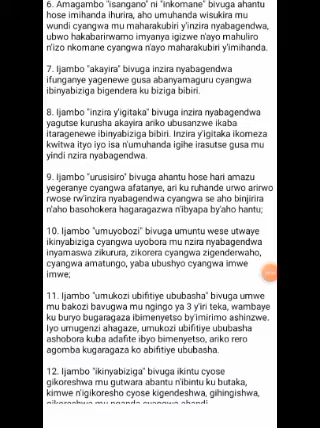 6. Amagambo "isangano" ni "inkomane" bivuga ahantu
hose imihanda ihurira, aho umuhanda wisukira mu
wundi cyangwa mu maharakubiri y'inzira nyabagendwa,
ubwo hakabarirwamo imyanya igizwe n'ayo mahuliro
n'izo nkomane cyangwa n'ayo maharakubiri y'imihanda.
7. Ijambo "akayira" bivuga inzira nyabagendwa
ifunganye yagenewe gusa abanyamaguru cyangwa
ibinyabiziga bigendera ku biziga bibiri.
8. Ijambo "inzira y'igitaka" bivuga inzira nyabagendwa
yagutse kurusha akayira ariko ubusanzwe ikaba
itaragenewe ibinyabiziga bibiri. Inzira y'igitaka ikomeza
kwitwa ityo iyo isa n'umuhanda igihe irasutse gusa mu
yindi nzira nyabagendwa.
9. Ijambo "urusisiro" bivuga ahantu hose hari amazu
yegeranye cyangwa afatanye, ari ku ruhande urwo arirwo
rwose rw'inzira nyabagendwa cyangwa se aho binjirira
n'aho basohokera hagaragazwa n'ibyapa by'aho hantu;
10. Ijambo "umuyobozi" bivuga umuntu wese utwaye
ikinyabiziga cyangwa uyobora mu nzira nyabagendwa
inyamaswa zikurura, zikorera cyangwa zigenderwaho,
cyangwa amatungo, yaba ubushyo cyangwa imwe
imwe;
11. Ijambo "umukozi ubifitiye ububasha" bivuga umwe
mu bakozi bavugwa mu ngingo ya 3 y'iri teka, wambaye
ku buryo bugaragaza ibimenyetso by'imirimo ashinzwe.
Iyo umugenzi ahagaze, umukozi ubifitiye ububasha
ashobora kuba adafite ibyo bimenyetso, ariko rero
agomba kugaragaza ko abifitiye ububasha.
12. Ijambo "ikinyabiziga" bivuga ikintu cyose
gikoreshwa mu gutwara abantu n'ibintu ku butaka,
kimwe n'igikoresho cyose kigendeshwa, gihingishwa,